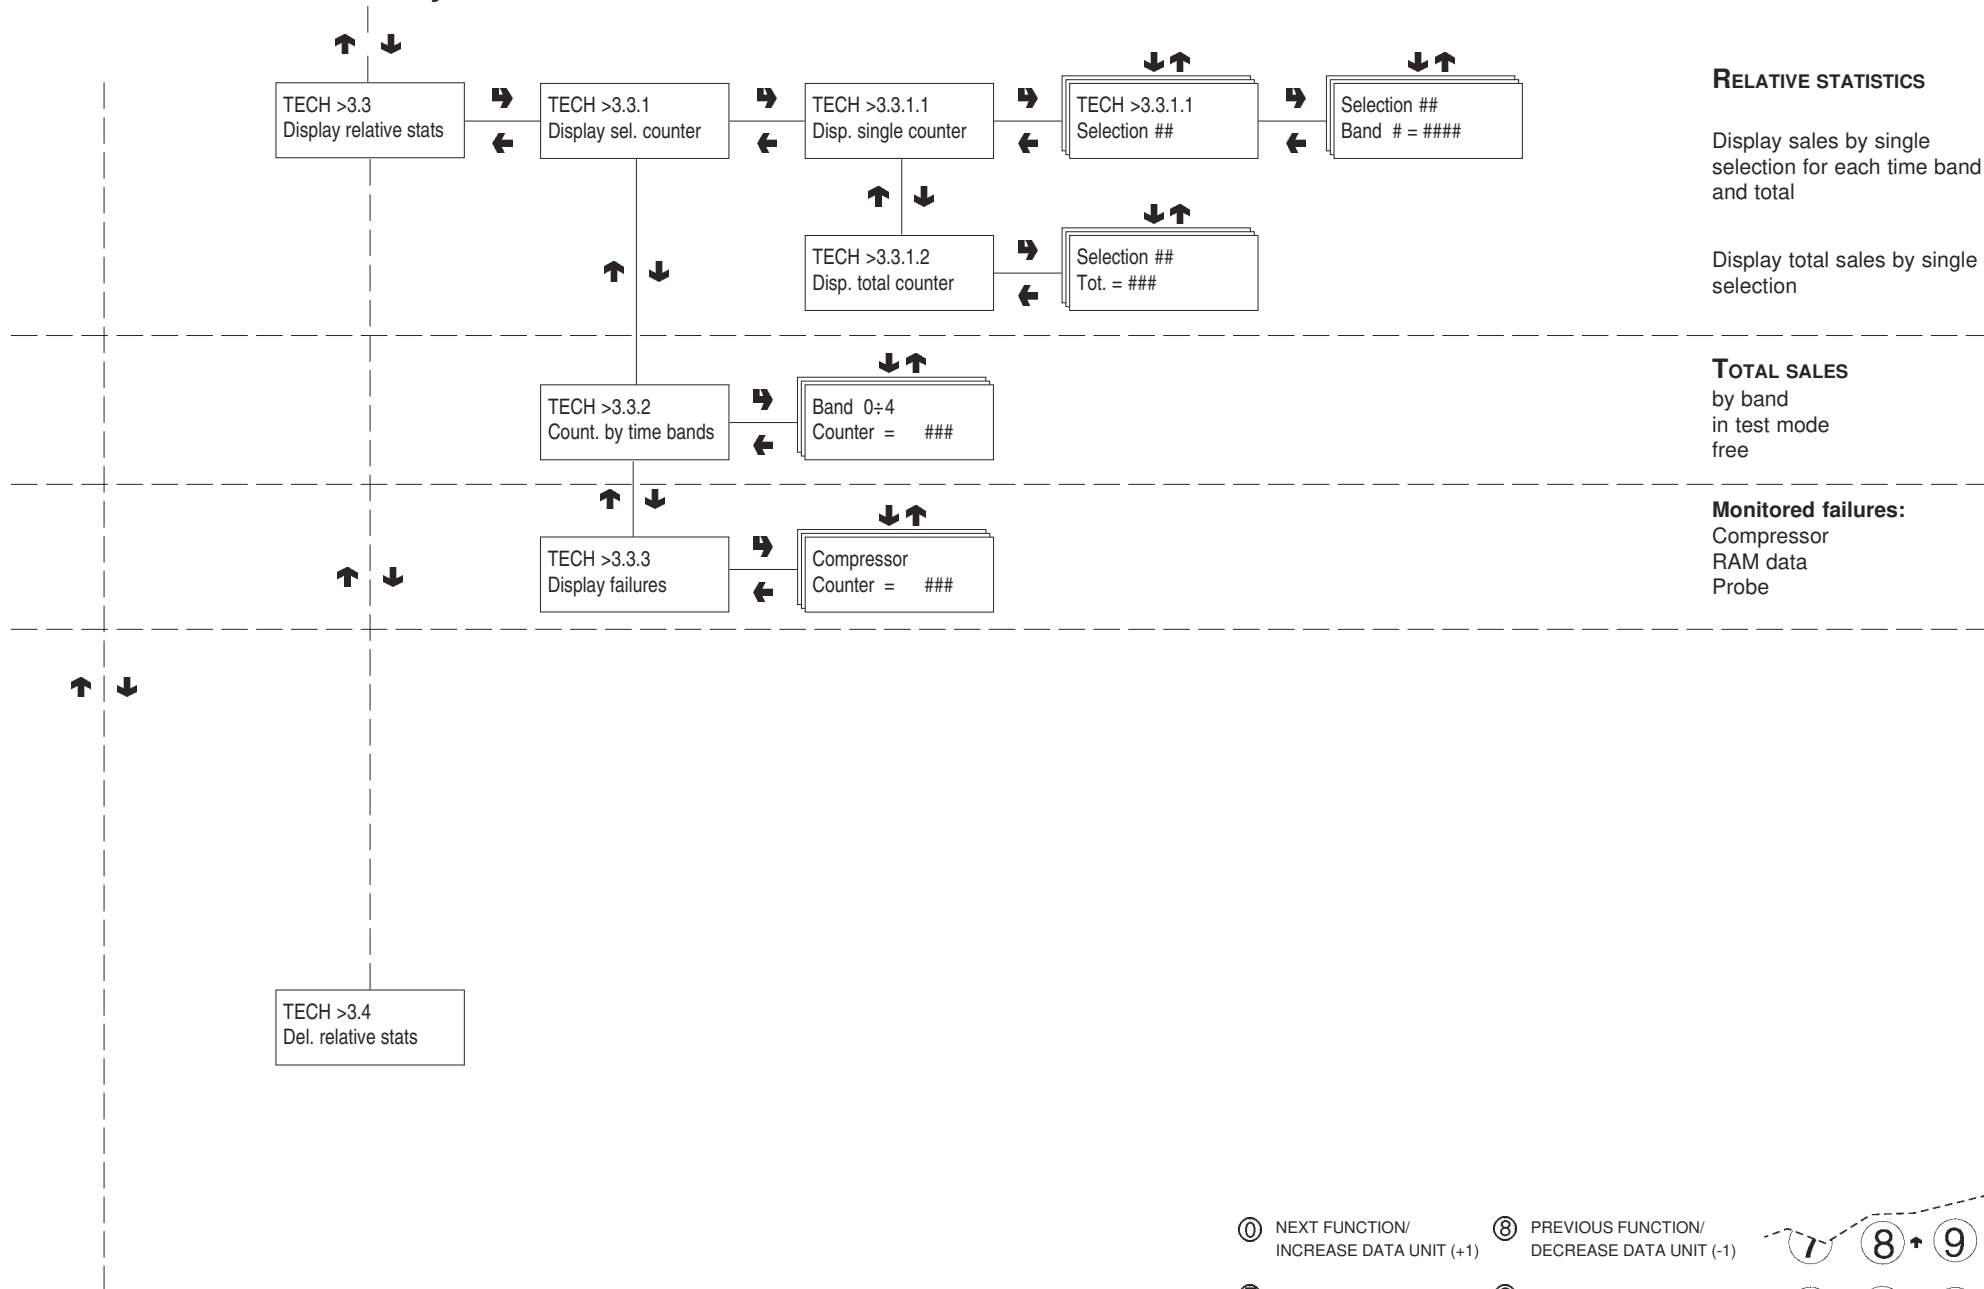 TECH >3.3
Display relative stats
TECH >3.3.1
Display sel. counter
TECH >3.3.1.1
Disp. single counter
TECH >3.3.1.1
Selection ##
Selection ##
Band # = ####
RELATIVE STATISTICS
Display sales by single
selection for each time band
and total
TECH >3.3.1.2
Disp. total counter
Selection ##
Tot. = ###
Display total sales by single
selection
TECH >3.3.2
Count. by time bands
Band 0÷4
Counter = ###
TOTAL SALES
by band
in test mode
free
TECH >3.3.3
Display failures
Compressor
Counter = ###
Monitored failures:
Compressor
RAM data
Probe
TECH >3.4
Del. relative stats
0 NEXT FUNCTION/
INCREASE DATA UNIT (+1)
8 PREVIOUS FUNCTION/
DECREASE DATA UNIT (-1)
7 8 9